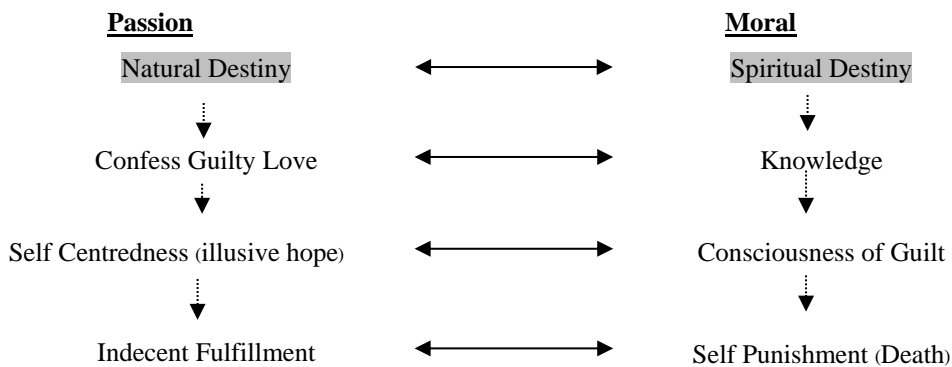 Passion Moral
Natural Destiny Spiritual Destiny
Confess Guilty Love Knowledge
Self Centredness (illusive hope) Consciousness of Guilt
Indecent Fulfillment Self Punishment (Death)